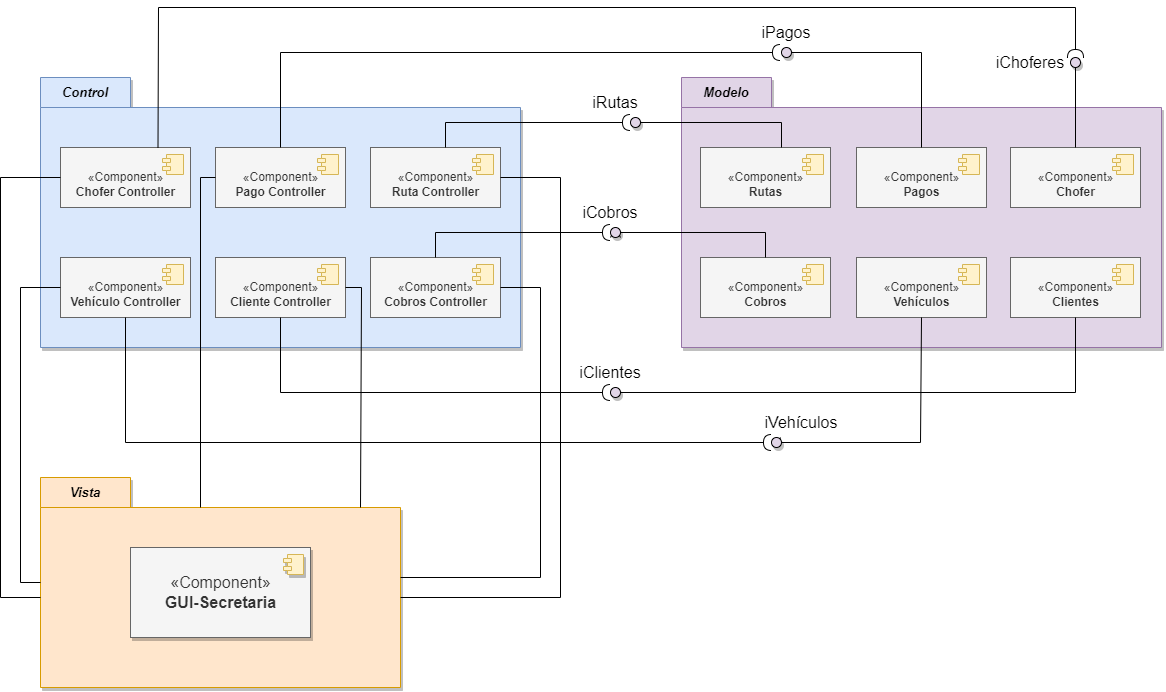 iPagos
iChoferes
Control
iRutas
Modelo
«Component»
Chofer Controller
«Component»
Pago Controller
«Component»
Ruta Controller
«Component»
Rutas
«Component»
Pagos
«Component»
Chofer
iCobros
«Component»
Vehículo Controller
«Component»
Cliente Controller
«Component»
Cobros Controller
«Component»
Cobros
«Component»
Vehículos
«Component»
Clientes
iClientes
iVehículos
Vista
«Component»
GUI-Secretaria